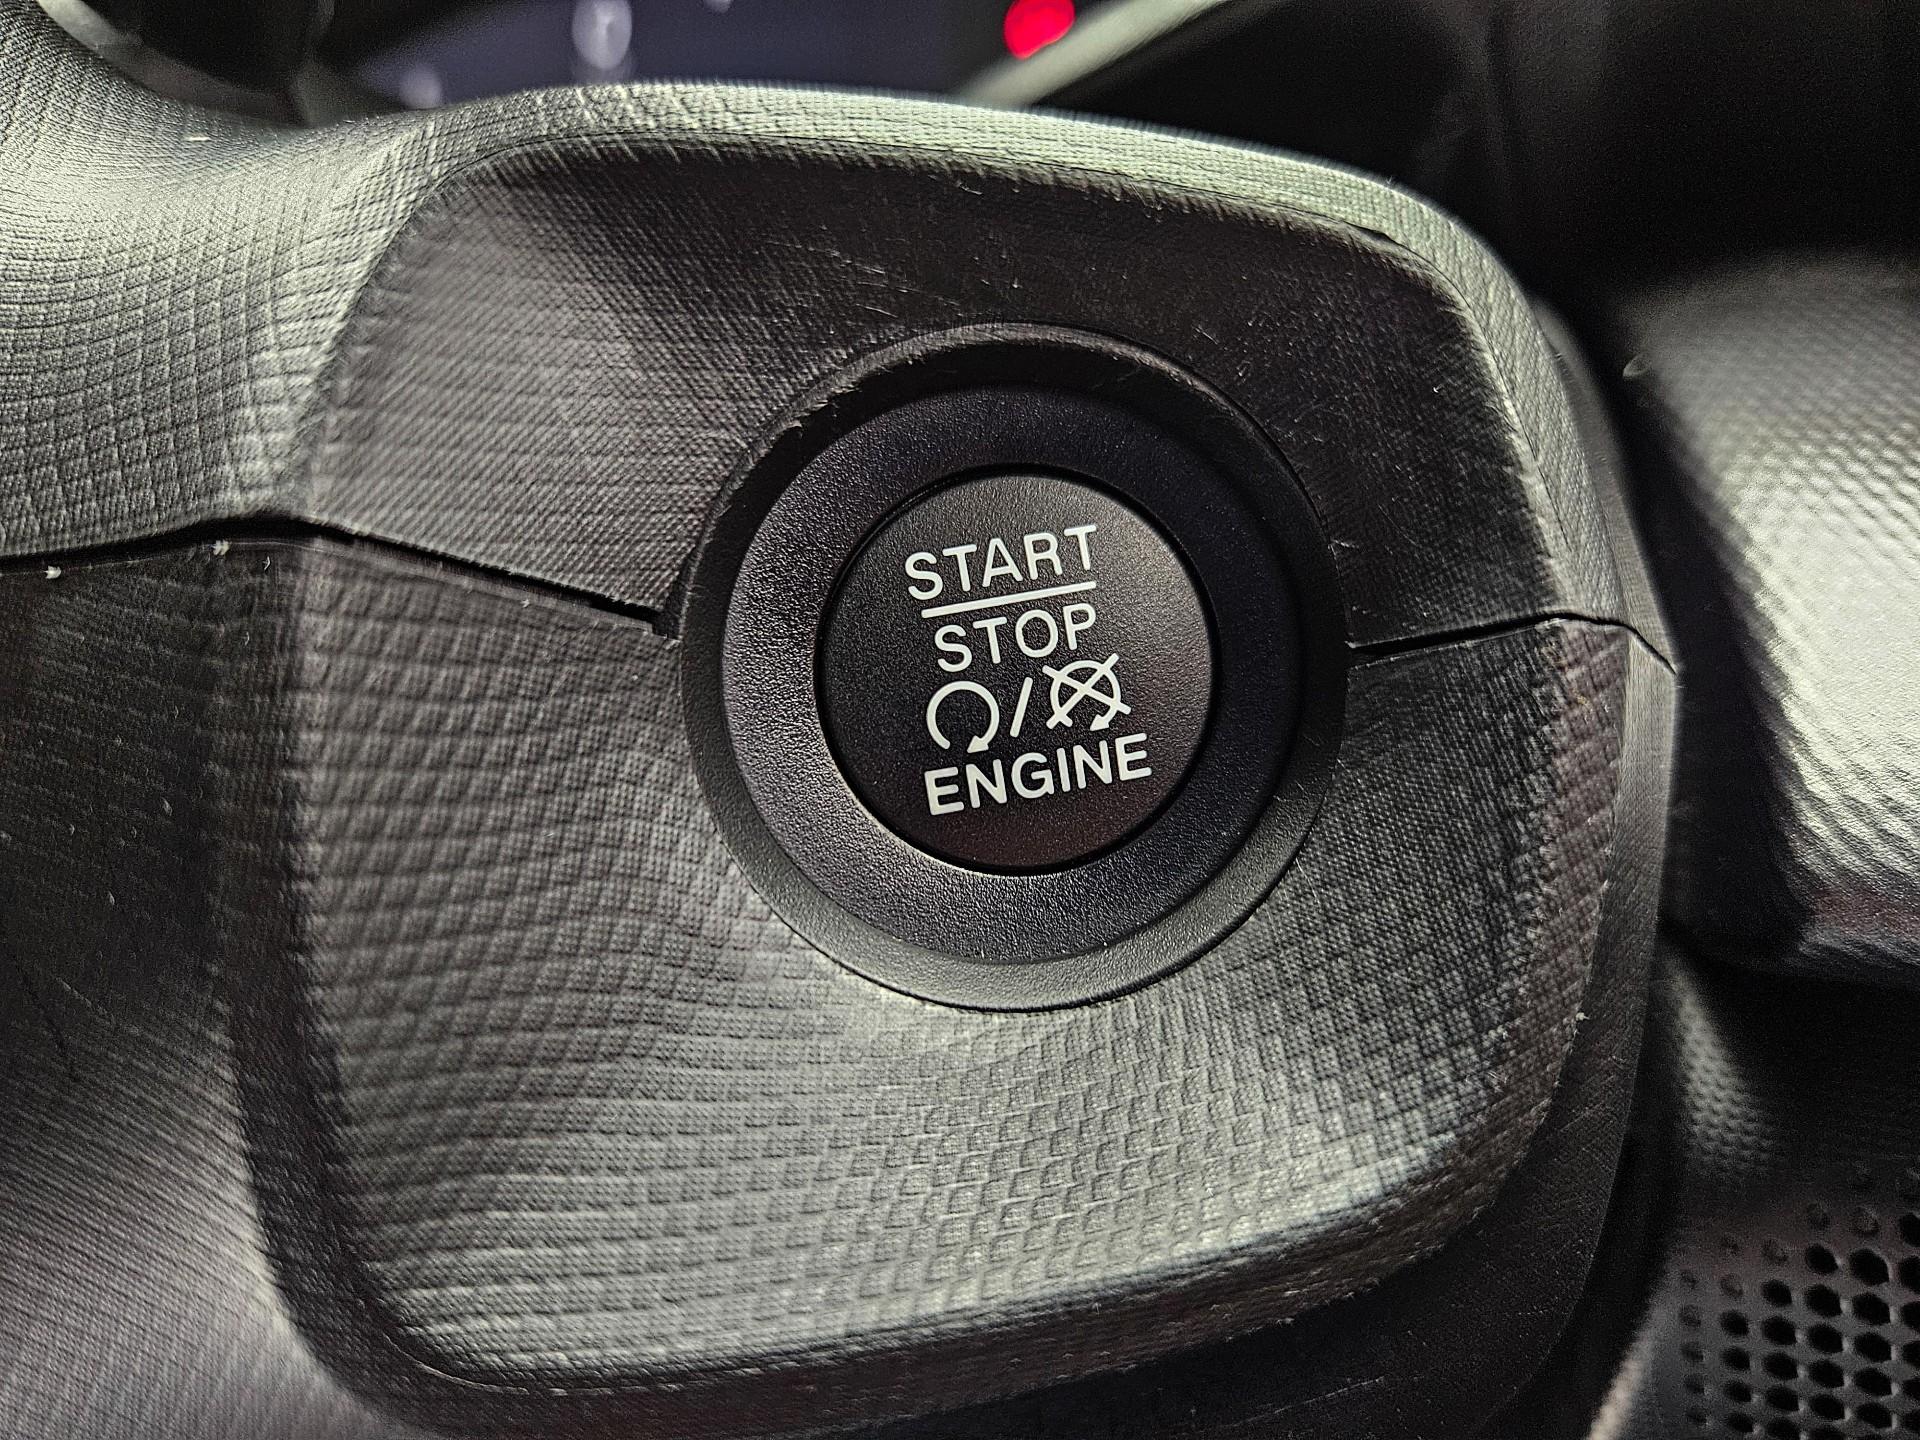 START
STOP
/
ENGINE